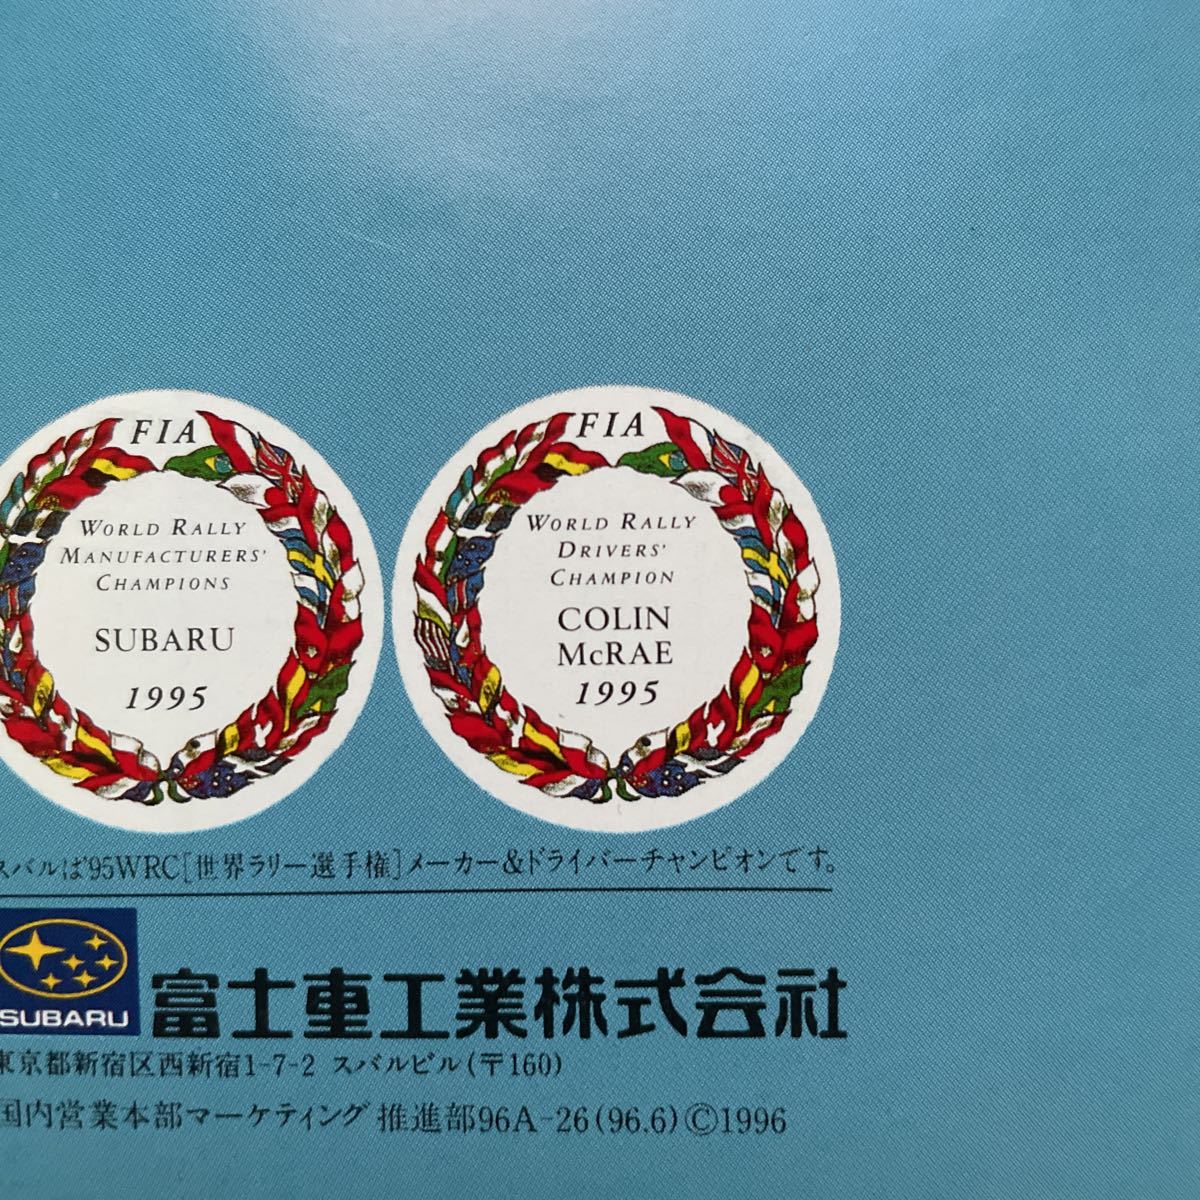 FIA
WORLD RALLY
MANUFACTURERS'
CHAMPIONS
SUBARU
1995
FIA
WORLD RALLY
DRIVERS'
CHAMPION
COLIN
McRAE
1995
スバルは'95WRC[世界ラリー選手権]メーカー&ドライバーチャンピオンです。
SUBARU
富士重工業株式会社
東京都新宿区西新宿1-7-2 スバルビル(〒160)
国内営業本部マーケティング推進部96A-26(96.6)©1996